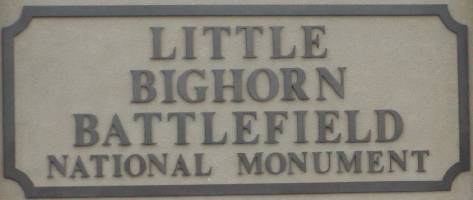 LITTLE
BIGHORN
BATTLEFIELD
NATIONAL MONUMENT